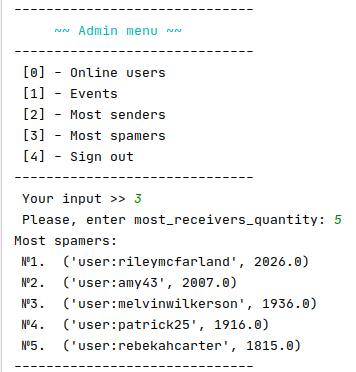 ------------------------------
~~ Admin menu ~~
------------------------------
[0] - Online users
[1] - Events
[2] - Most senders
[3] - Most spamers
[4] - Sign out
------------------------------
Your input >> 3
Please, enter most_receivers_quantity: 5
Most spamers:
№1.  ('user:rileymcfarland', 2026.0)
№2.  ('user:amy43', 2007.0)
№3.  ('user:melvinwilkerson', 1936.0)
№4.  ('user:patrick25', 1916.0)
№5.  ('user:rebekahcarter', 1815.0)
------------------------------